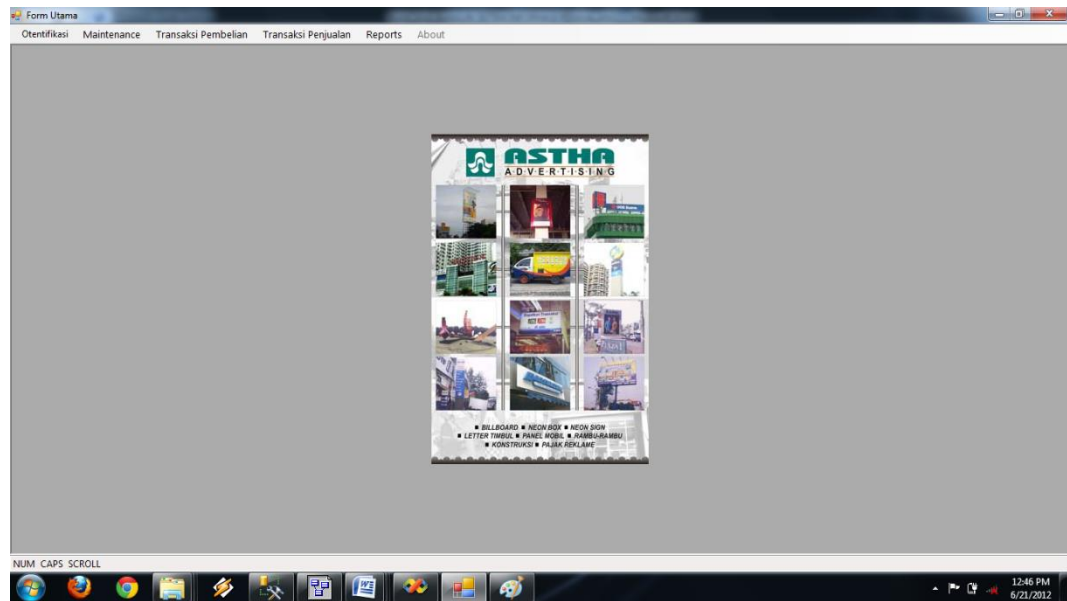 Form Utama
Otentifikasi Maintenance Transaksi Pembelian Transaksi Penjualan Reports About
ASTHA
A·D·V·E·R·T·I·S·I·N·G
■ BILLBOARD ■ NEON BOX ■ NEON SIGN
■ LETTER TIMBUL ■ PANEL MOBIL ■ RAMBU-RAMBU
■ KONSTRUKSI ■ PAJAK REKLAME
NUM CAPS SCROLL
12:46 PM
6/21/2012